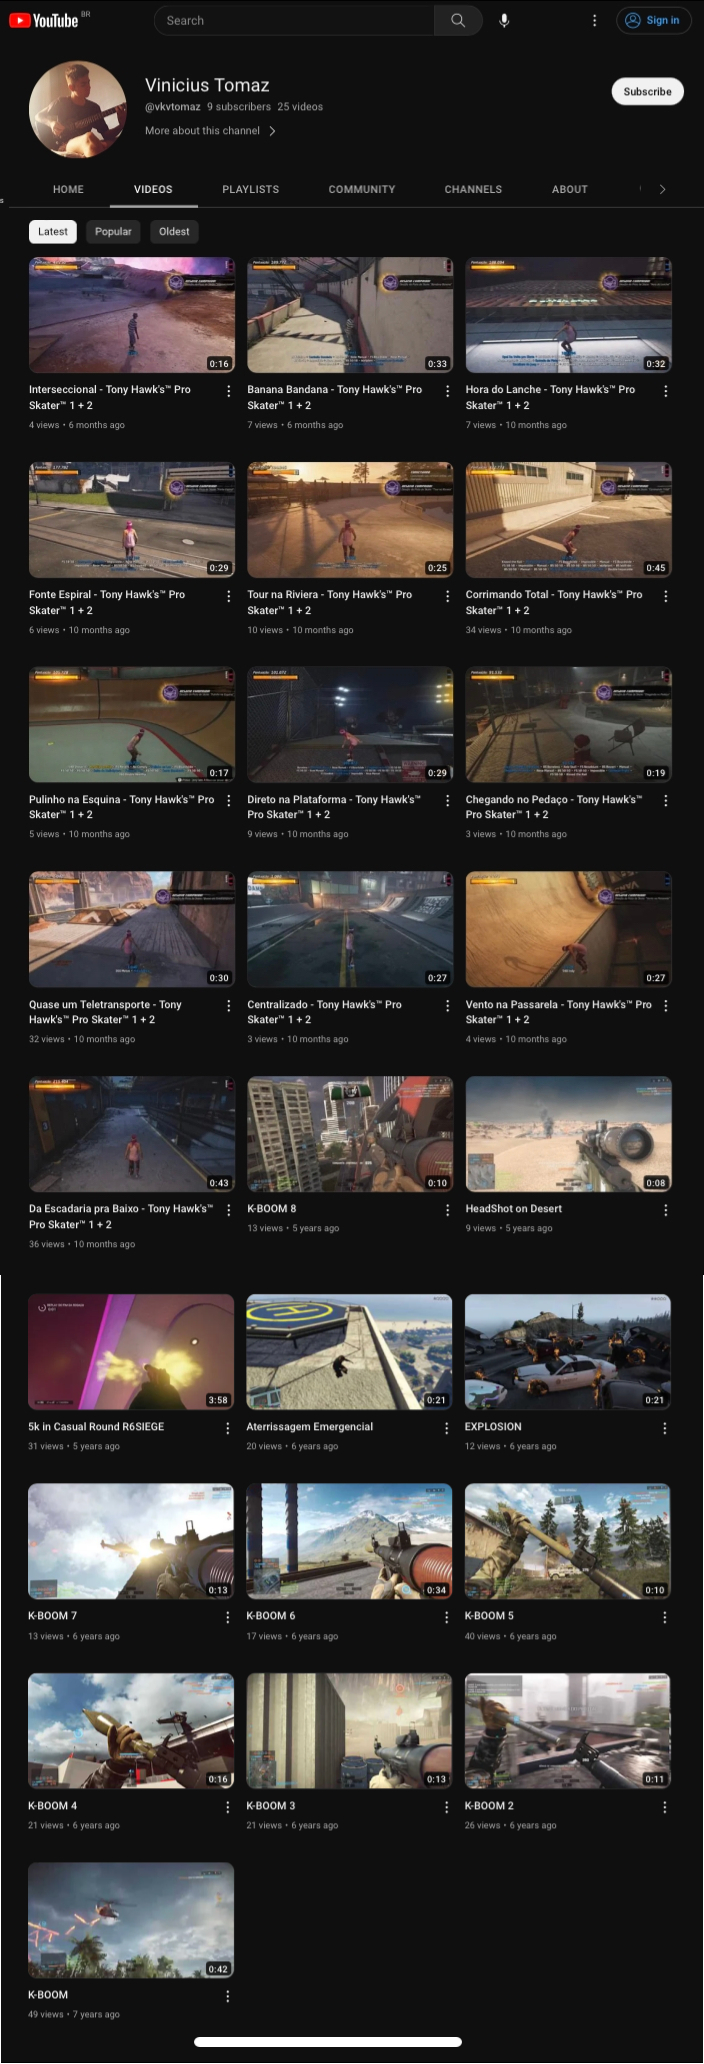 YouTube BR
Search
Sign in
Vinicius Tomaz
@vkvtomaz 9 subscribers 25 videos
More about this channel
Subscribe
HOME VIDEOS PLAYLISTS COMMUNITY CHANNELS ABOUT
Latest Popular Oldest
0:16
0:33
0:32
Interseccional - Tony Hawk's™ Pro
Skater™ 1 + 2
4 views • 6 months ago
Banana Bandana - Tony Hawk's™ Pro
Skater™ 1 + 2
7 views • 6 months ago
Hora do Lanche - Tony Hawk's™ Pro
Skater™ 1 + 2
7 views • 10 months ago
0:29
0:25
0:45
Fonte Espiral - Tony Hawk's™ Pro
Skater™ 1 + 2
6 views • 10 months ago
Tour na Riviera - Tony Hawk's™ Pro
Skater™ 1 + 2
10 views • 10 months ago
Corrimando Total - Tony Hawk's™ Pro
Skater™ 1 + 2
34 views • 10 months ago
0:17
0:29
0:19
Pulinho na Esquina - Tony Hawk's™ Pro
Skater™ 1 + 2
5 views • 10 months ago
Direto na Plataforma - Tony Hawk's™
Pro Skater™ 1 + 2
9 views • 10 months ago
Chegando no Pedaço - Tony Hawk's™
Pro Skater™ 1 + 2
3 views • 10 months ago
0:30
0:27
0:27
Quase um Teletransporte - Tony
Hawk's™ Pro Skater™ 1 + 2
32 views • 10 months ago
Centralizado - Tony Hawk's™ Pro
Skater™ 1 + 2
3 views • 10 months ago
Vento na Passarela - Tony Hawk's™ Pro
Skater™ 1 + 2
4 views • 10 months ago
0:43
0:10
0:08
Da Escadaria pra Baixo - Tony Hawk's™
Pro Skater™ 1 + 2
36 views • 10 months ago
K-BOOM 8
13 views • 5 years ago
HeadShot on Desert
9 views • 5 years ago
3:58
0:21
0:21
5k in Casual Round R6SIEGE
31 views • 5 years ago
Aterrissagem Emergencial
20 views • 6 years ago
EXPLOSION
12 views • 6 years ago
0:13
0:34
0:10
K-BOOM 7
13 views • 6 years ago
K-BOOM 6
17 views • 6 years ago
K-BOOM 5
40 views • 6 years ago
0:16
0:13
0:11
K-BOOM 4
21 views • 6 years ago
K-BOOM 3
21 views • 6 years ago
K-BOOM 2
26 views • 6 years ago
0:42
K-BOOM
49 views • 7 years ago